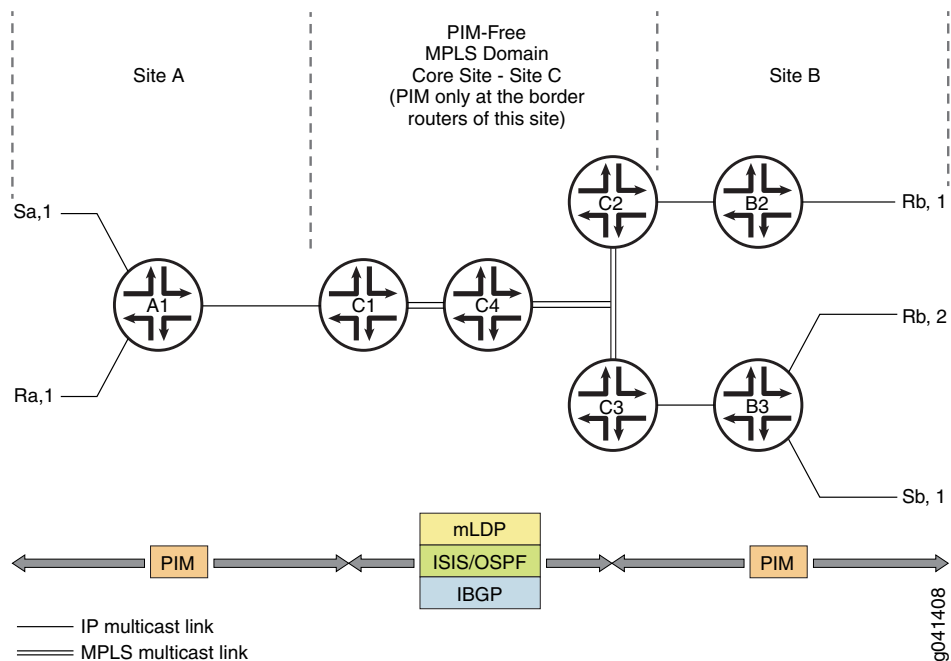 Site A
PIM-Free
MPLS Domain
Core Site - Site C
(PIM only at the border
routers of this site)
Site B
Sa,1
C2
B2
Rb, 1
A1
C1
C4
Rb, 2
Ra,1
C3
B3
Sb, 1
mLDP
PIM
ISIS/OSPF
PIM
IBGP
IP multicast link
MPLS multicast link
g041408